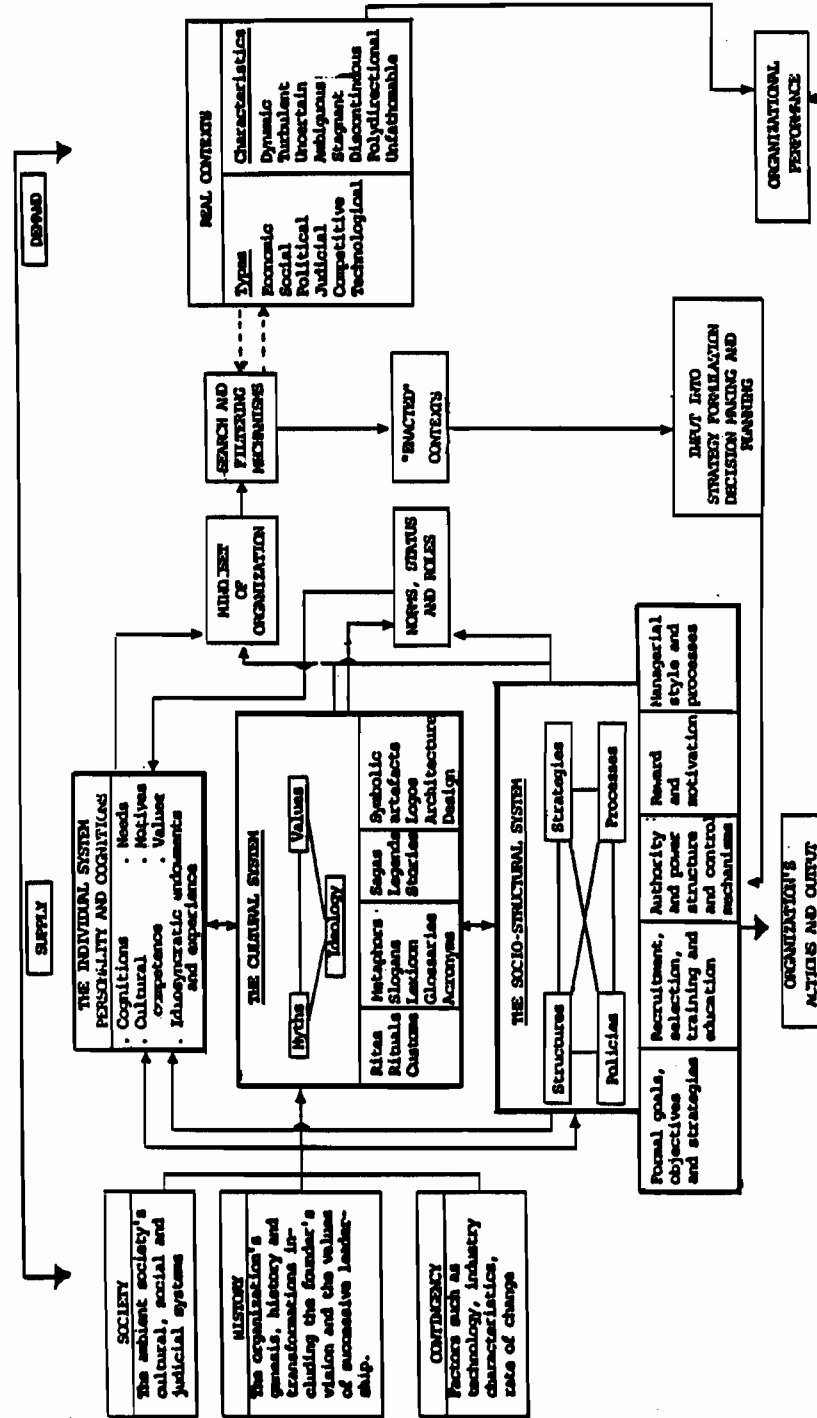 SUPPLY
DEMAND
SOCIETY
The ambient society's
cultural, social and
judicial systems
HISTORY
The organization's
genesis, history and
transformations in-
cluding the founder's
vision and the values
of successive leader-
ship.
CONTINGENCY
Factors such as
technology, industry
characteristics,
rate of change
THE INDIVIDUAL SYSTEM
PERSONALITY AND COGNITIONS
. Cognitions . Needs
. Cultural . Motives
competence . Values
. Iduosyncratic endowments
and experience
THE CULTURAL SYSTEM
Myths
Values
Ideology
Rites
Rituals
Customs
Metaphors
Slogans
Lexicon
Glossaries
Acronyms
Sagas
Legends
Stories
Symbolic
artefacts
Logos
Architecture
Design
THE SOCIO-STRUCTURAL SYSTEM
Structures
Strategies
Policies
Processes
Formal goals,
objectives
and strategies
Recruitment,
selection,
training and
education
Authority
and power
structure
and control
mechanisms
Reward
and
motivation
Managerial
style and
processes
ORGANIZATION'S
ACTIONS AND OUTPUT
MINDSET
OF
ORGANIZATION
NORMS, STATUS
AND ROLES
SEARCH AND
FILTERING
MECHANISMS
"ENACTED"
CONTEXTS
INPUT INTO
STRATEGY FORMULATION
DECISION MAKING AND
PLANNING
REAL CONTEXTS
Types
Economic
Social
Political
Judicial
Competitive
Technological
Characteristics
Dynamic
Turbulent
Uncertain
Ambiguous
Stagnant
Discontinuous
Polydirectional
Unfathomable
ORGANIZATIONAL
PERFORMANCE